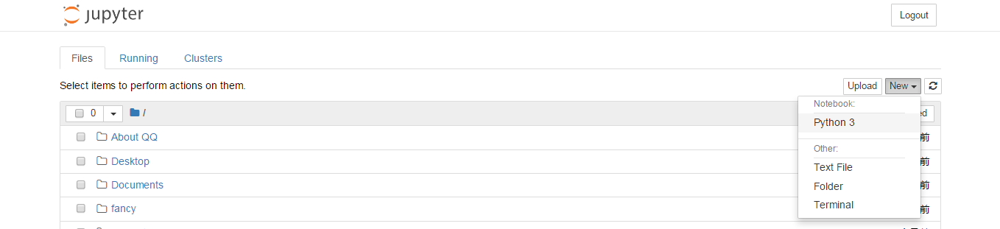 jupyter
Logout
Files Running Clusters
Select items to perform actions on them.
Upload New
0 /
Notebook:
Python 3
Other:
Text File
Folder
Terminal
About QQ
前
Desktop
前
Documents
前
fancy
前